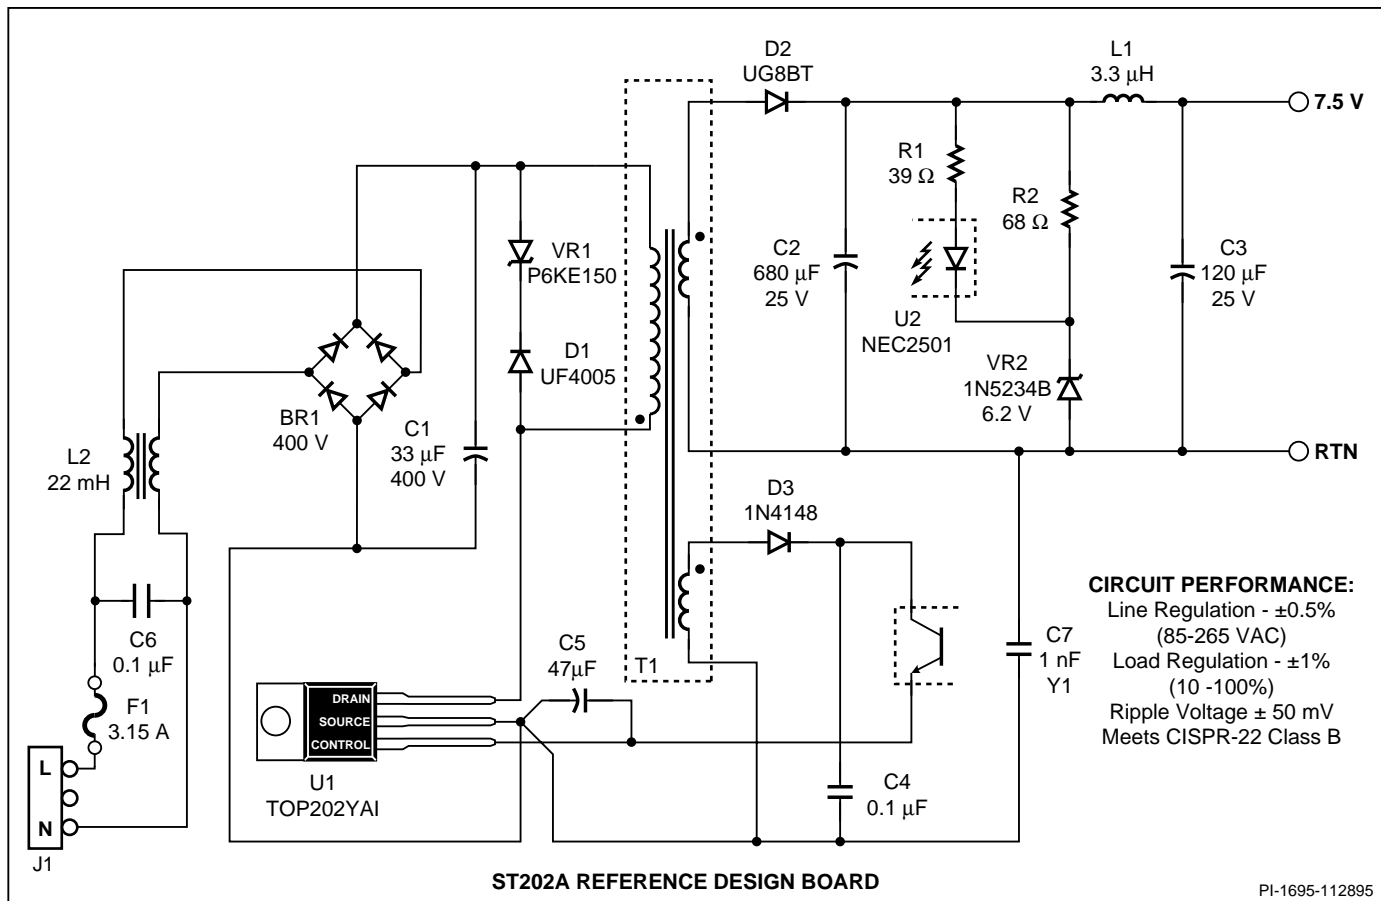 D2
UG8BT
L1
3.3 µH
7.5 V
R1
39 Ω
R2
68 Ω
VR1
P6KE150
C2
680 µF
25 V
C3
120 µF
25 V
U2
NEC2501
D1
UF4005
VR2
1N5234B
6.2 V
BR1
400 V
C1
33 µF
400 V
L2
22 mH
RTN
D3
1N4148
CIRCUIT PERFORMANCE:
Line Regulation - ±0.5%
(85-265 VAC)
Load Regulation - ±1%
(10 -100%)
Ripple Voltage ± 50 mV
Meets CISPR-22 Class B
C6
0.1 µF
C5
47µF
T1
C7
1 nF
Y1
F1
3.15 A
DRAIN
SOURCE
CONTROL
L
N
J1
U1
TOP202YAI
C4
0.1 µF
ST202A REFERENCE DESIGN BOARD
PI-1695-112895